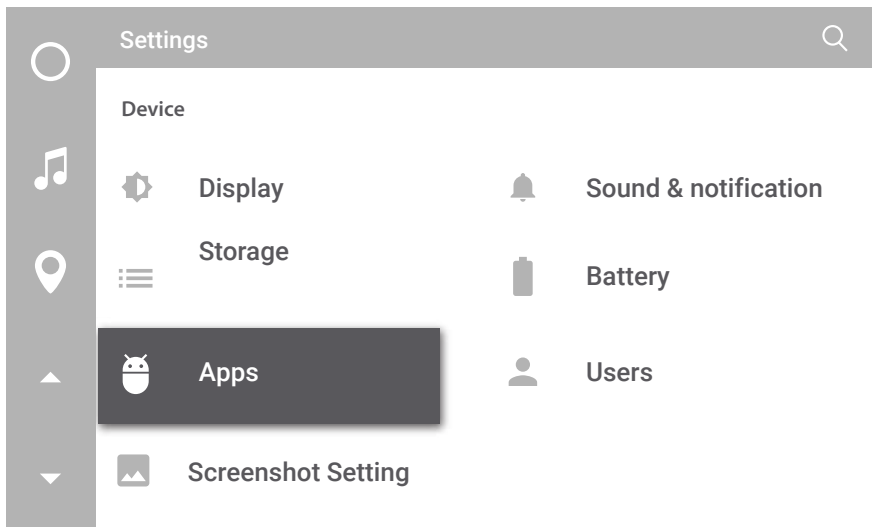 Settings
Device
Display
Sound & notification
Storage
Battery
Apps
Users
Screenshot Setting